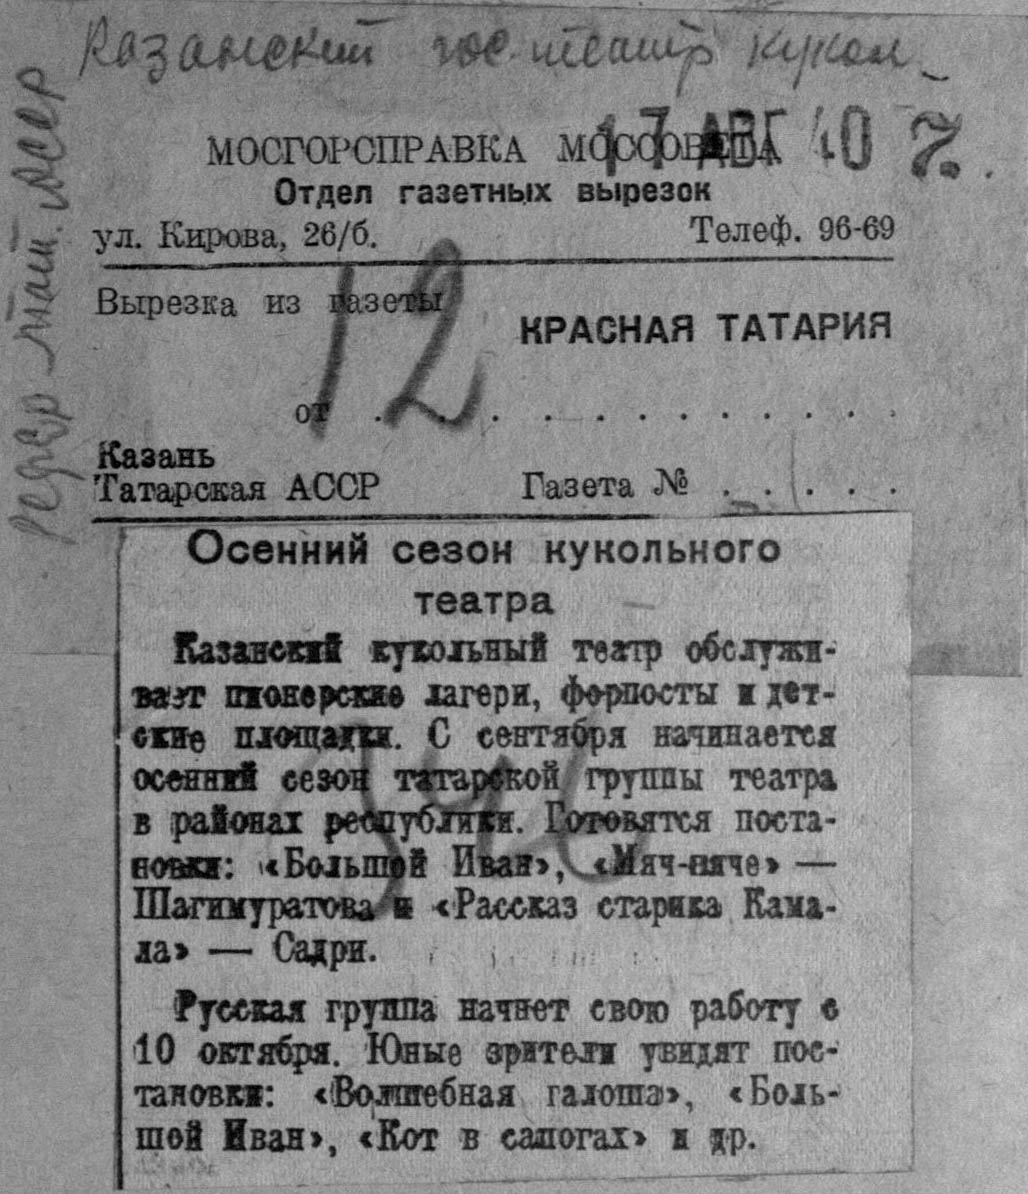 Казанский гос. театр кукол
17 АВГ 40
МОСГОРСПРАВКА МОССОВЕТА
Отдел газетных вырезок
ул. Кирова, 26/б. Телеф. 96-69
Вырезка из газеты
КРАСНАЯ ТАТАРИЯ
12
от . . . . . . . . . . .
Казань
Татарская АССР Газета № . . . . .
Осенний сезон кукольного
театра
Казанский кукольный театр обслужи-
вает пионерские лагери, форпосты и дет-
ские площадки. С сентября начинается
осенний сезон татарской группы театра
в районах республики. Готовятся поста-
новки: «Большой Иван», «Мяч-няче» —
Шагимуратова и «Рассказ старика Кама-
ла» — Садри.
Русская группа начнет свою работу с
10 октября. Юные зрители увидят пос-
тановки: «Волшебная галоша», «Боль-
шой Иван», «Кот в сапогах» и др.